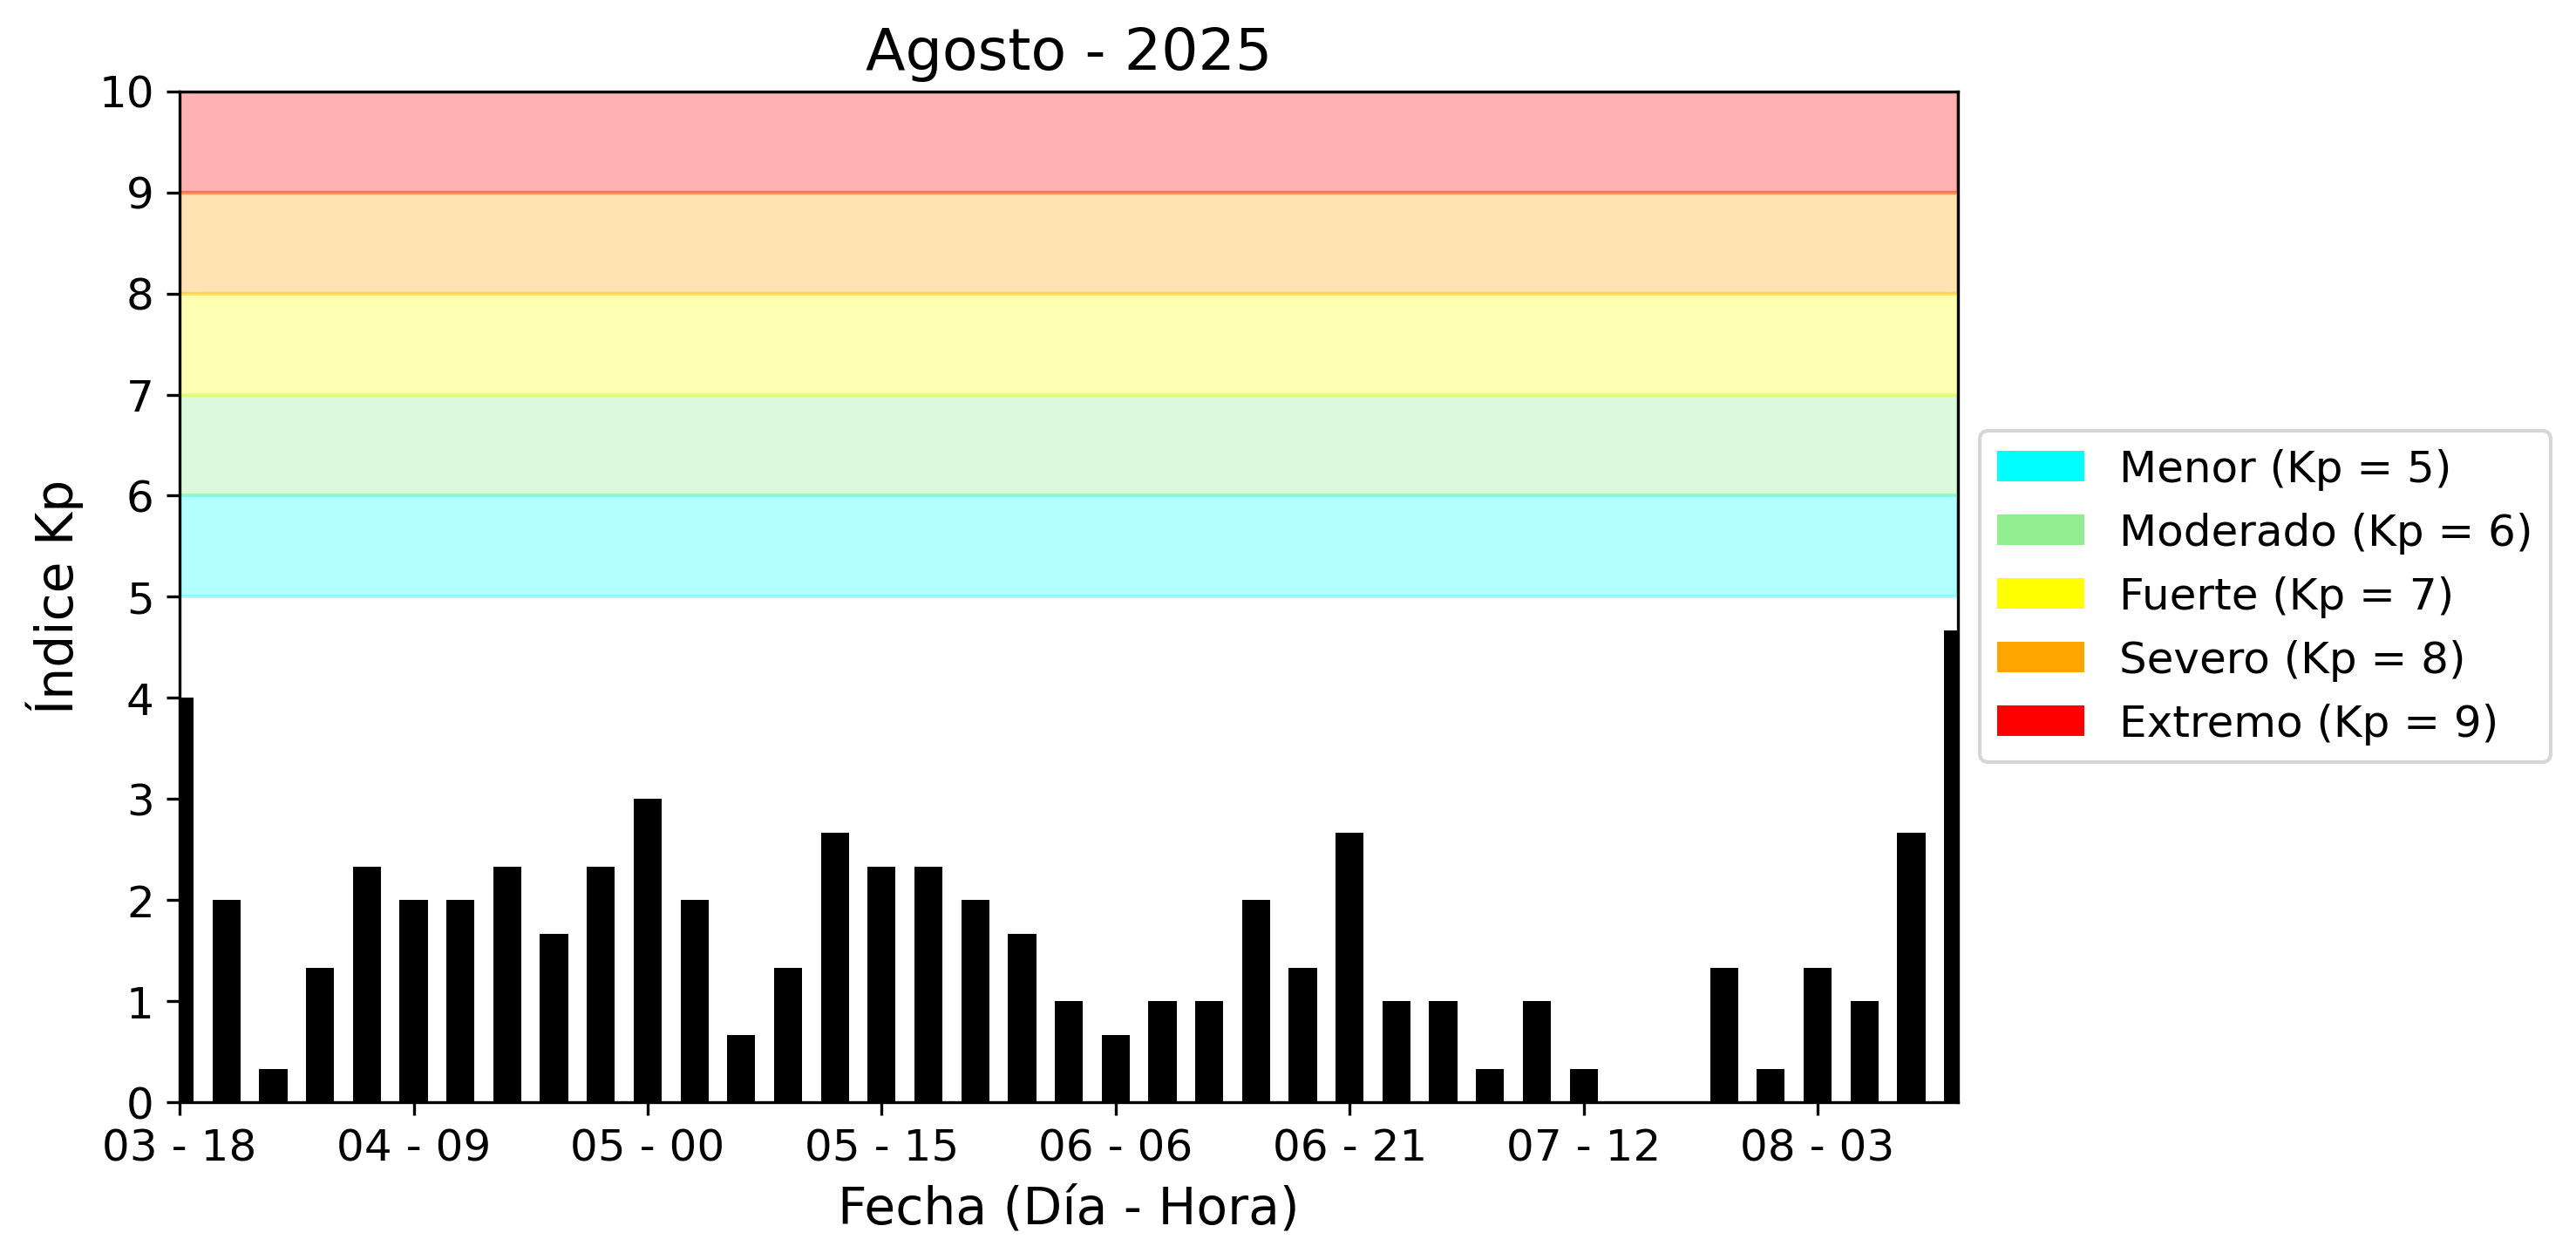 Agosto - 2025
10
9
8
7
6
5
4
3
2
1
0
Índice Kp
03 - 18
04 - 09
05 - 00
05 - 15
06 - 06
06 - 21
07 - 12
08 - 03
Fecha (Día - Hora)
Menor (Kp = 5)
Moderado (Kp = 6)
Fuerte (Kp = 7)
Severo (Kp = 8)
Extremo (Kp = 9)